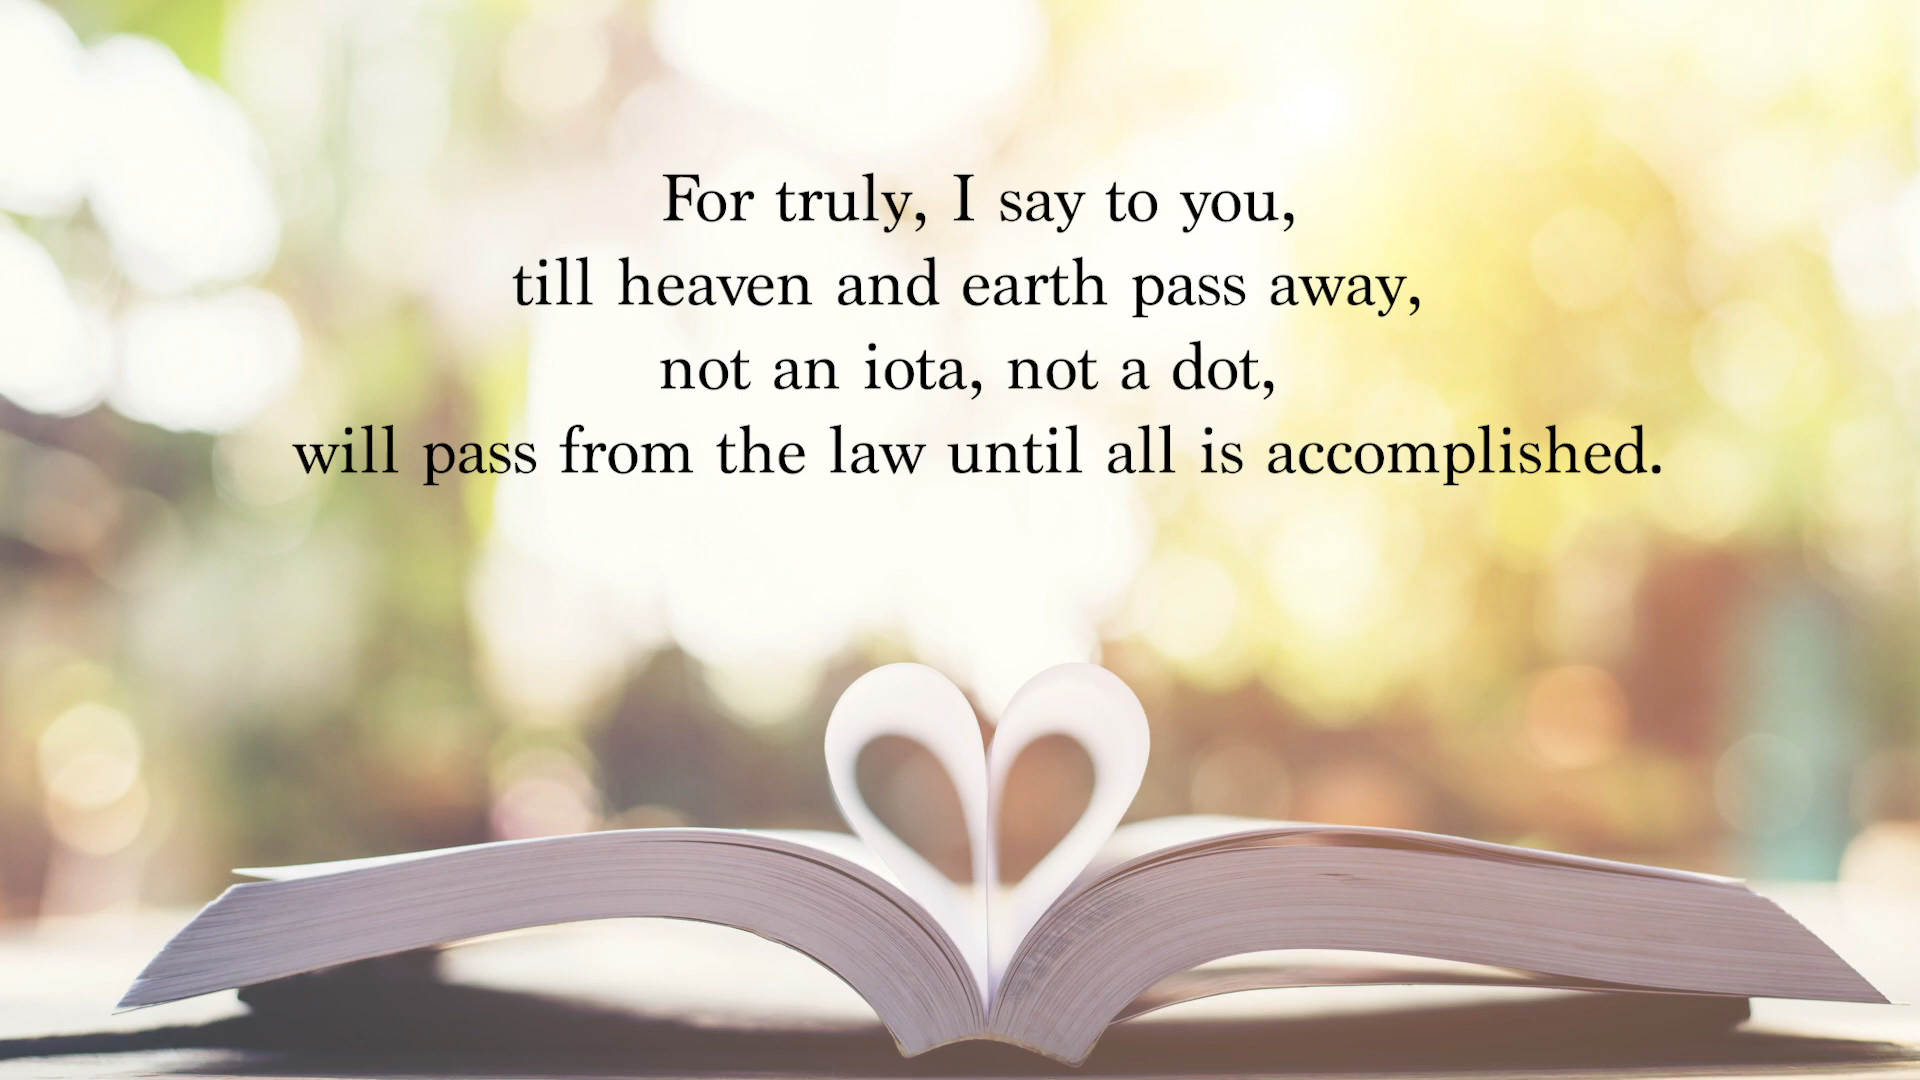 For truly, I say to you,
till heaven and earth pass away,
not an iota, not a dot,
will pass from the law until all is accomplished.